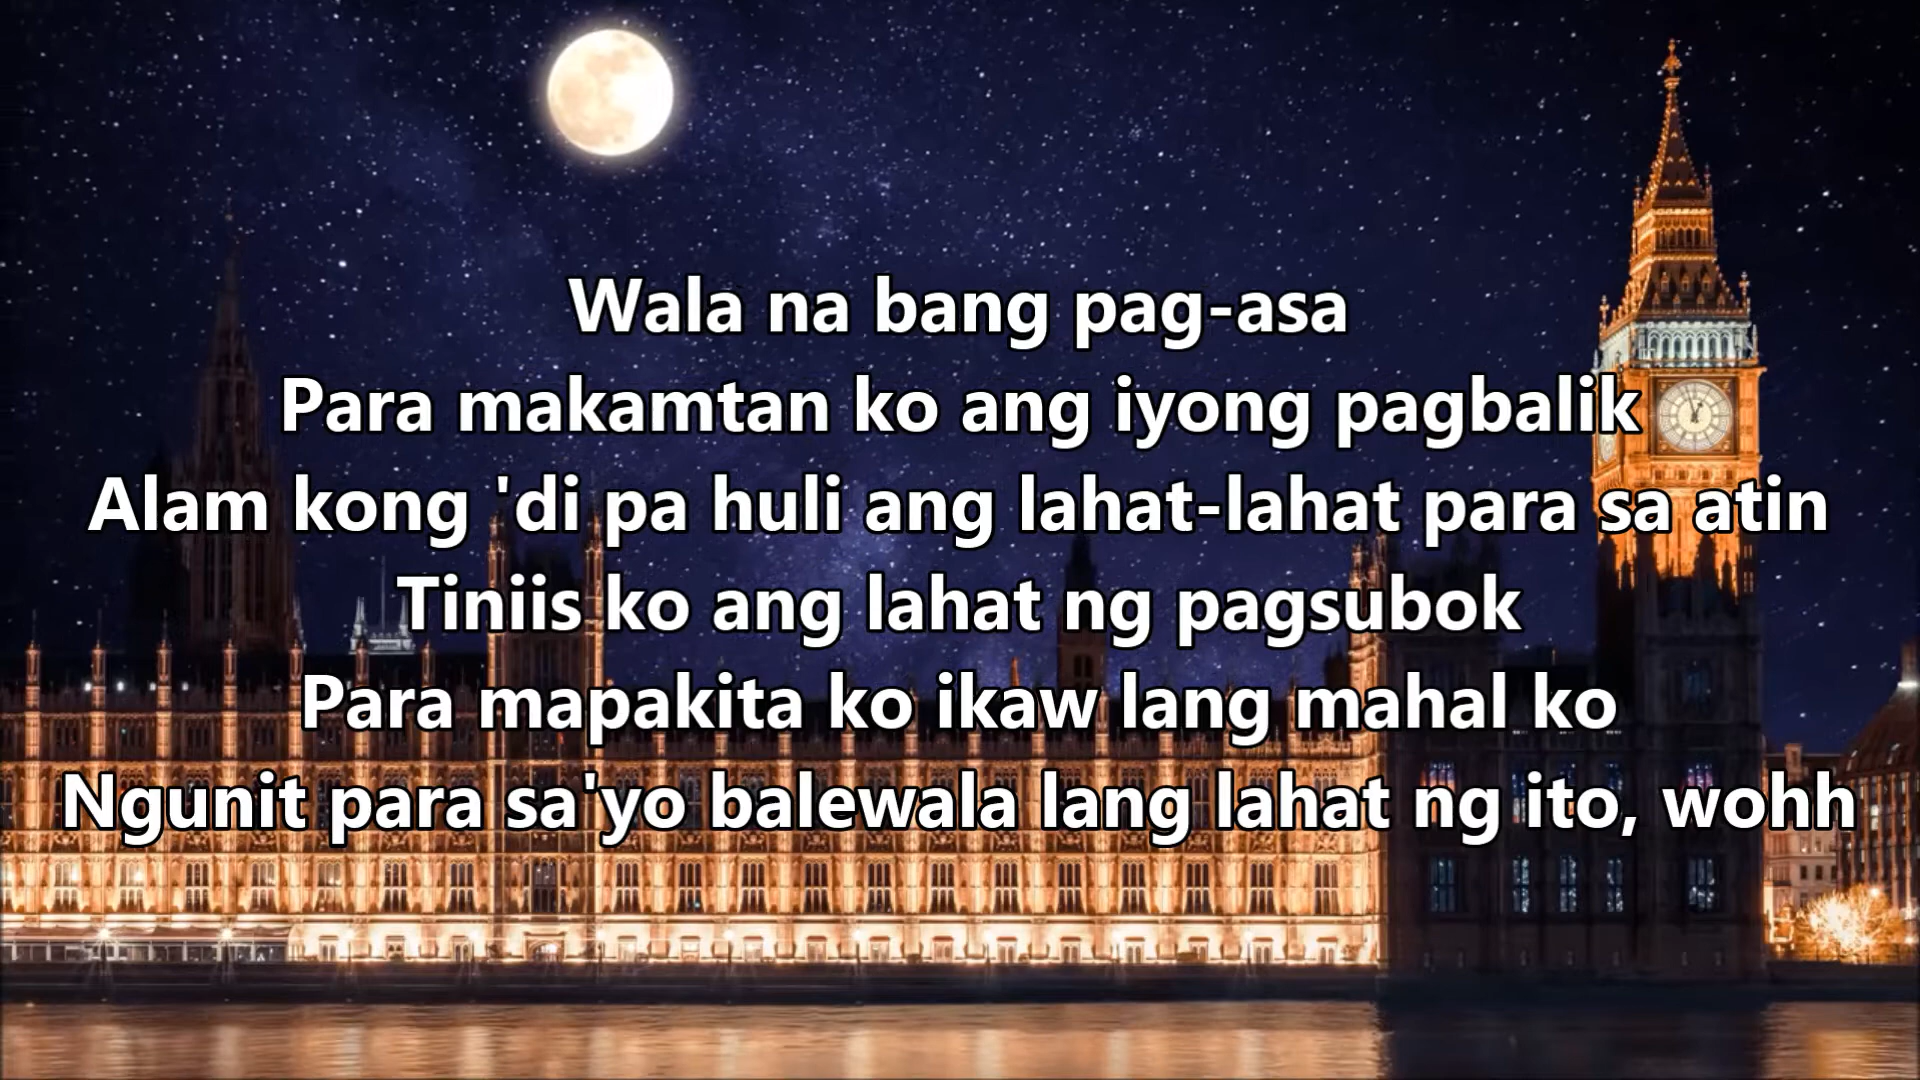 Wala na bang pag-asa
Para makamtan ko ang iyong pagbalik
Alam kong 'di pa huli ang lahat-lahat para sa atin
Tiniis ko ang lahat ng pagsubok
Para mapakita ko ikaw lang mahal ko
Ngunit para sa'yo balewala lang lahat ng ito, wohh